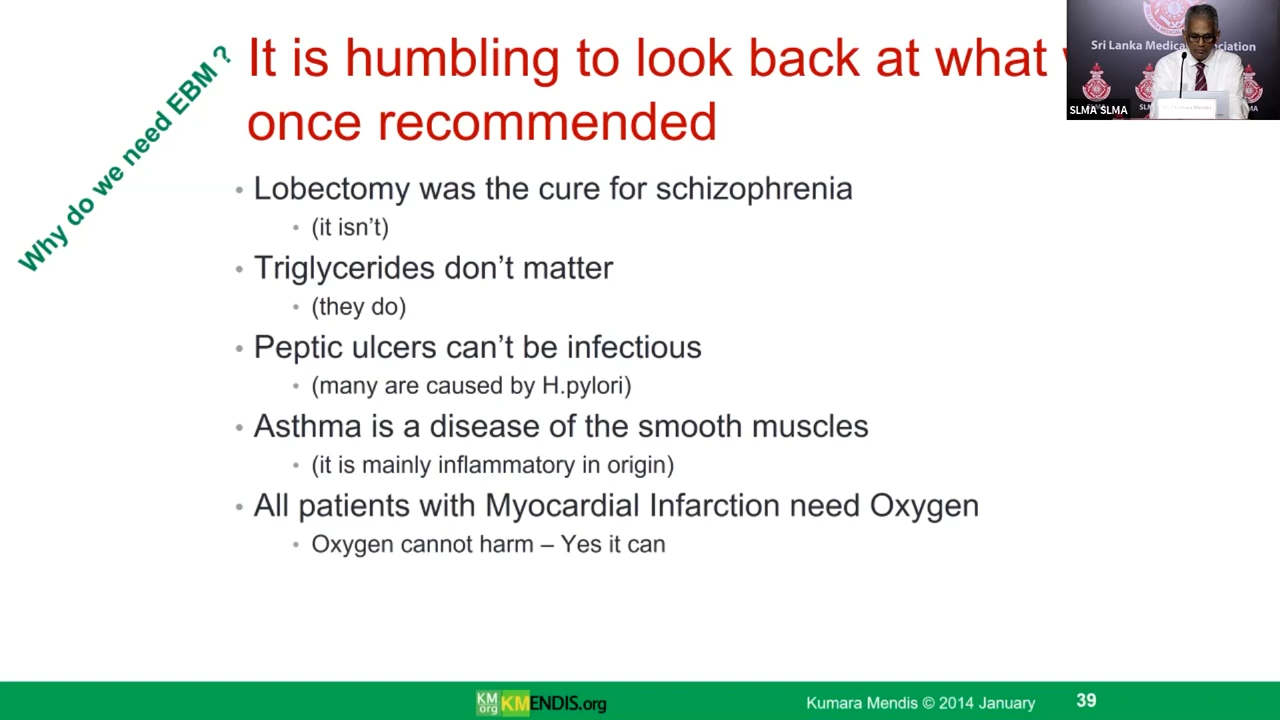 Why do we need EBM ?
It is humbling to look back at what
once recommended
• Lobectomy was the cure for schizophrenia
• (it isn’t)
• Triglycerides don’t matter
• (they do)
• Peptic ulcers can’t be infectious
• (many are caused by H.pylori)
• Asthma is a disease of the smooth muscles
• (it is mainly inflammatory in origin)
• All patients with Myocardial Infarction need Oxygen
• Oxygen cannot harm – Yes it can
Sri Lanka Medical Association
SLMA SLMA
KM
org
KMENDIS.org
Kumara Mendis © 2014 January
39